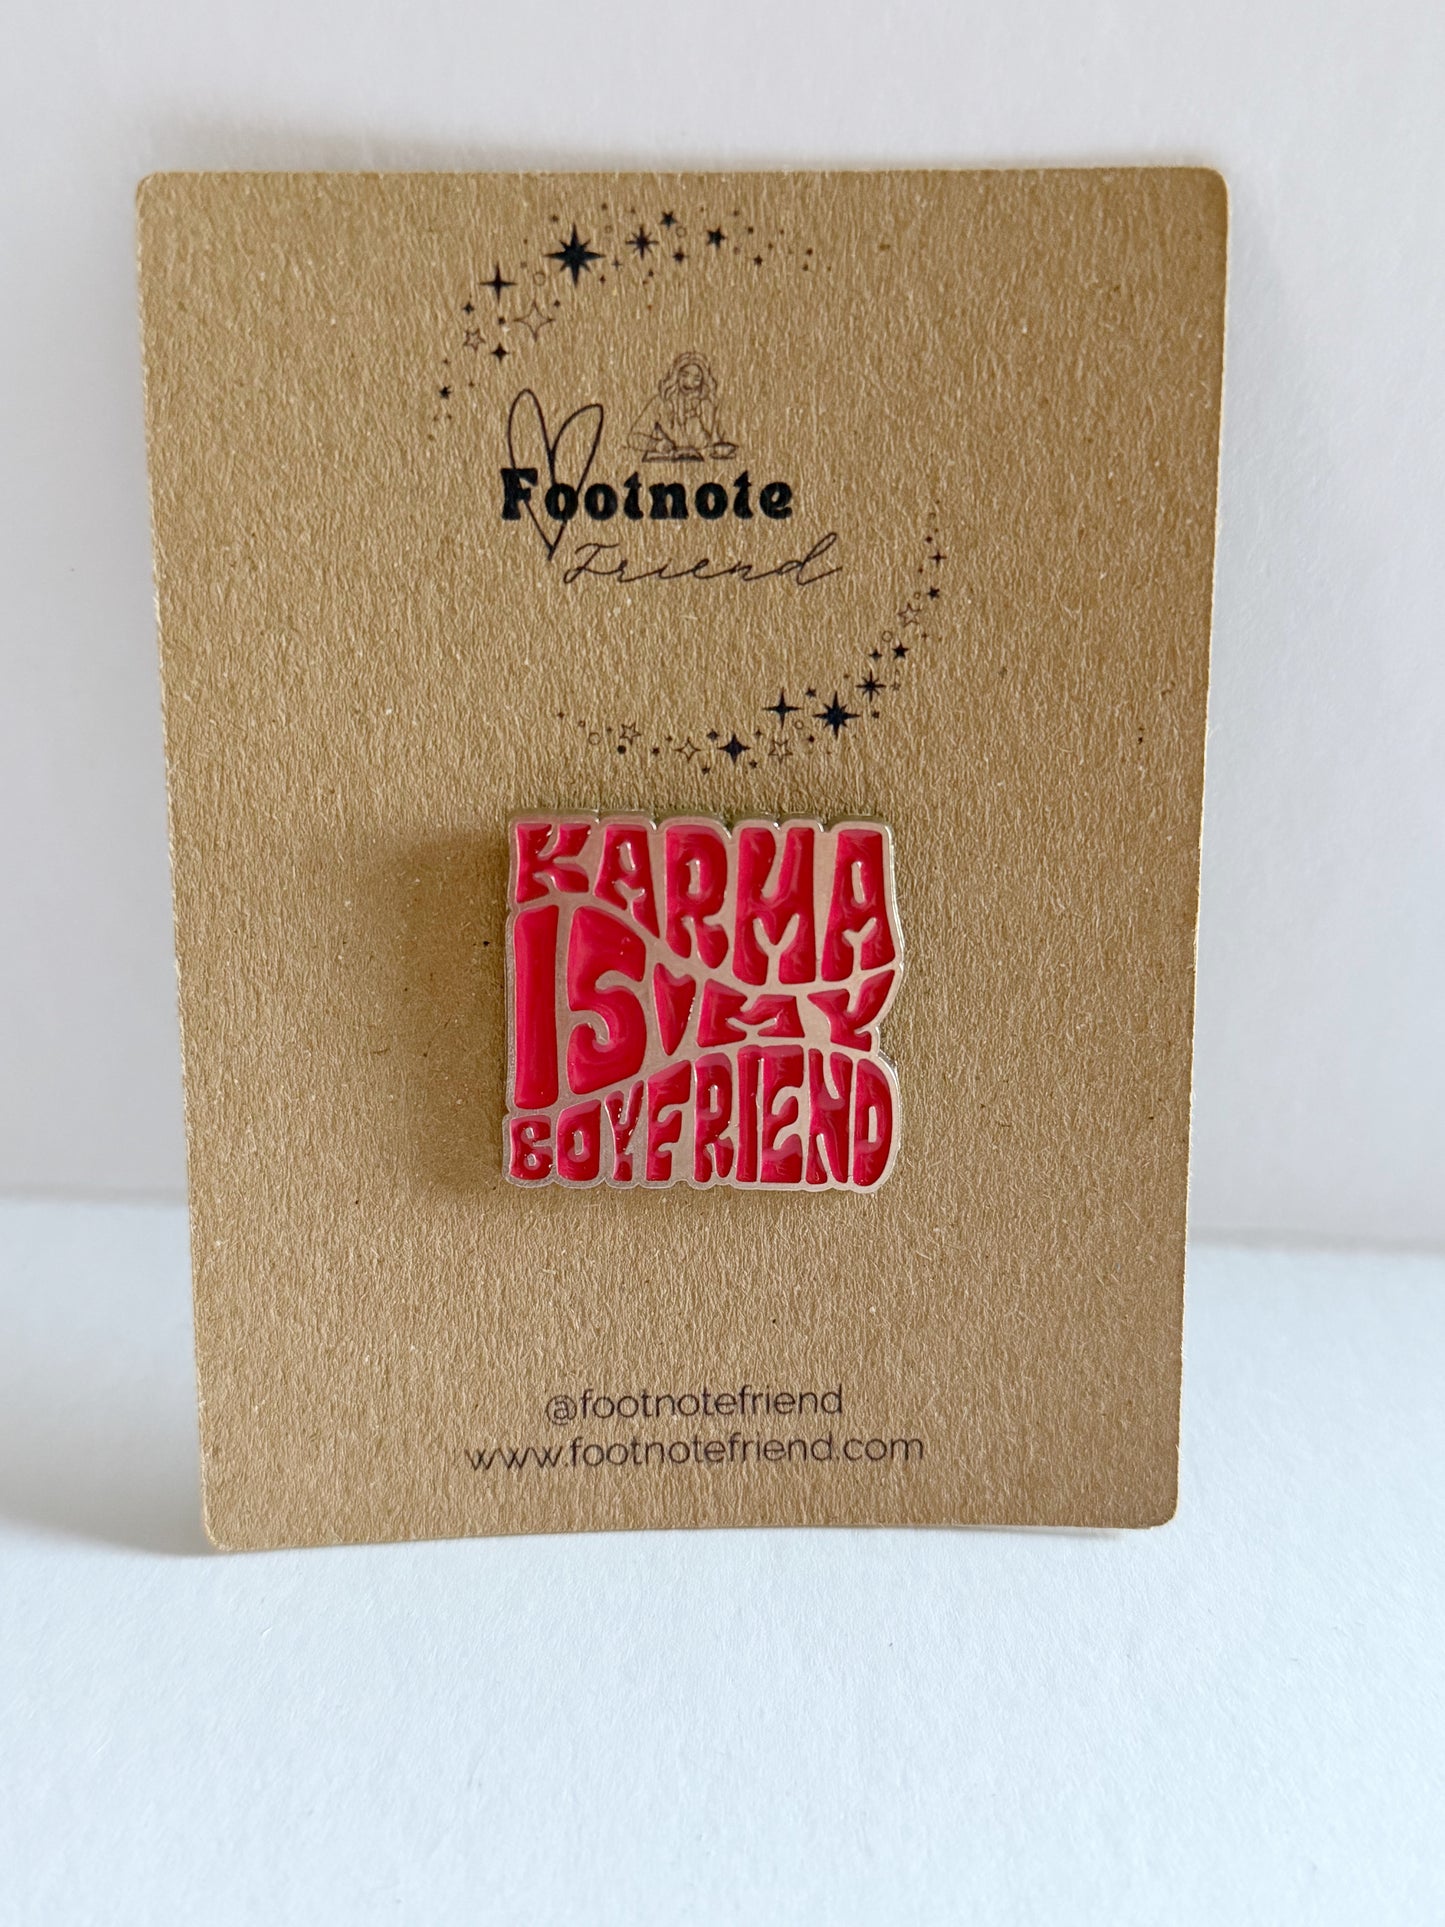 Footnote
Friend
KARMA
IS MY
BOYFRIEND
@footnotefriend
www.footnotefriend.com